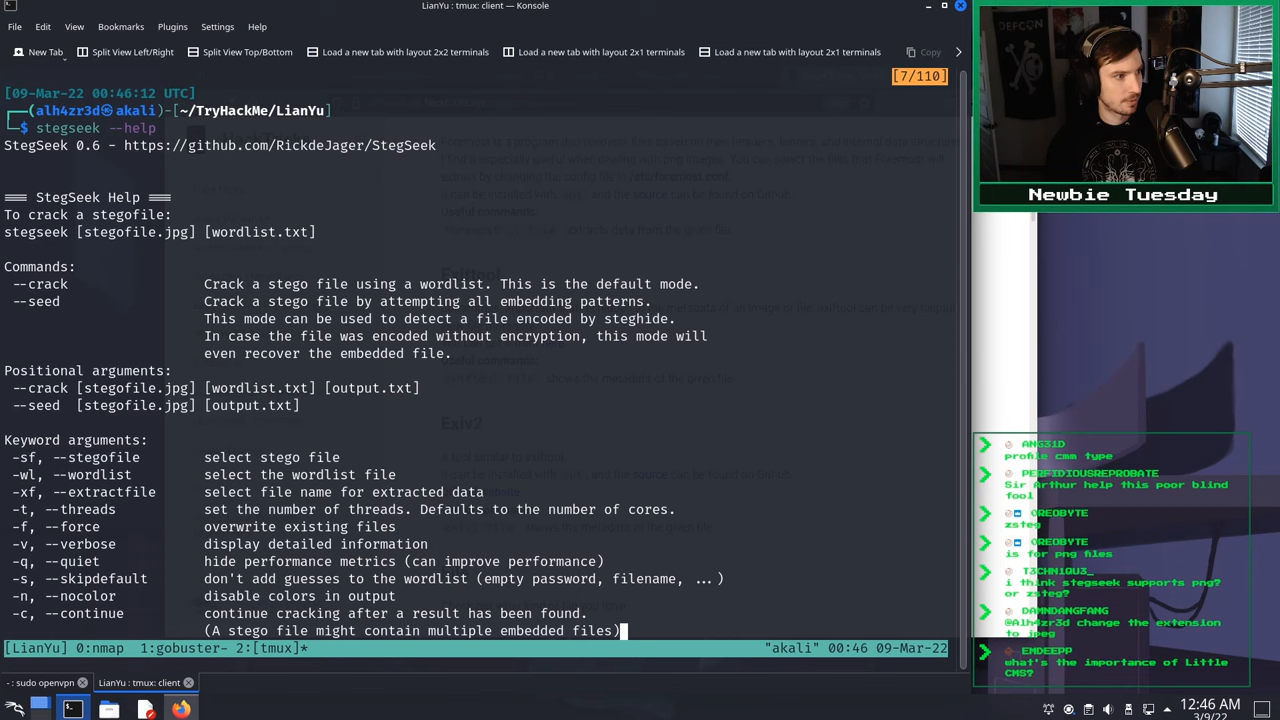 LianYu : tmux: client — Konsole
File Edit View Bookmarks Plugins Settings Help
New Tab Split View Left/Right Split View Top/Bottom Load a new tab with layout 2x2 terminals Load a new tab with layout 2x1 terminals Load a new tab with layout 2x1 terminals Copy
[7/110]
[09-Mar-22 00:46:12 UTC]
(alh4zr3d㉿akali)-[~/TryHackMe/LianYu]
$ stegseek --help
StegSeek 0.6 - https://github.com/RickdeJager/StegSeek
=== StegSeek Help ===
To crack a stegofile:
stegseek [stegofile.jpg] [wordlist.txt]
Commands:
--crack Crack a stego file using a wordlist. This is the default mode.
--seed Crack a stego file by attempting all embedding patterns.
This mode can be used to detect a file encoded by steghide.
In case the file was encoded without encryption, this mode will
even recover the embedded file.
Positional arguments:
--crack [stegofile.jpg] [wordlist.txt] [output.txt]
--seed [stegofile.jpg] [output.txt]
Keyword arguments:
-sf, --stegofile select stego file
-wl, --wordlist select the wordlist file
-xf, --extractfile select file name for extracted data
-t, --threads set the number of threads. Defaults to the number of cores.
-f, --force overwrite existing files
-v, --verbose display detailed information
-q, --quiet hide performance metrics (can improve performance)
-s, --skipdefault don't add guesses to the wordlist (empty password, filename, ...)
-n, --nocolor disable colors in output
-c, --continue continue cracking after a result has been found.
(A stego file might contain multiple embedded files)
[LianYu] 0:nmap 1:gobuster- 2:[tmux]* "akali" 00:46 09-Mar-22
- : sudo openvpn LianYu : tmux: client
DEFCON
Newbie Tuesday
ANG31D
profile cmm type
PERFIDIOUSREPROBATE
Sir Arthur help this poor blind
fool
OREOBYTE
zsteg
OREOBYTE
is for png files
T3CHN1QU3_
i think stegseek supports png?
or zsteg?
DAMNDANGFANG
@Alh4zr3d change the extension
to jpeg
EMDEEPP
what's the importance of Little
CMS?
12:46 AM
3/9/22
Exiftool
Exiv2